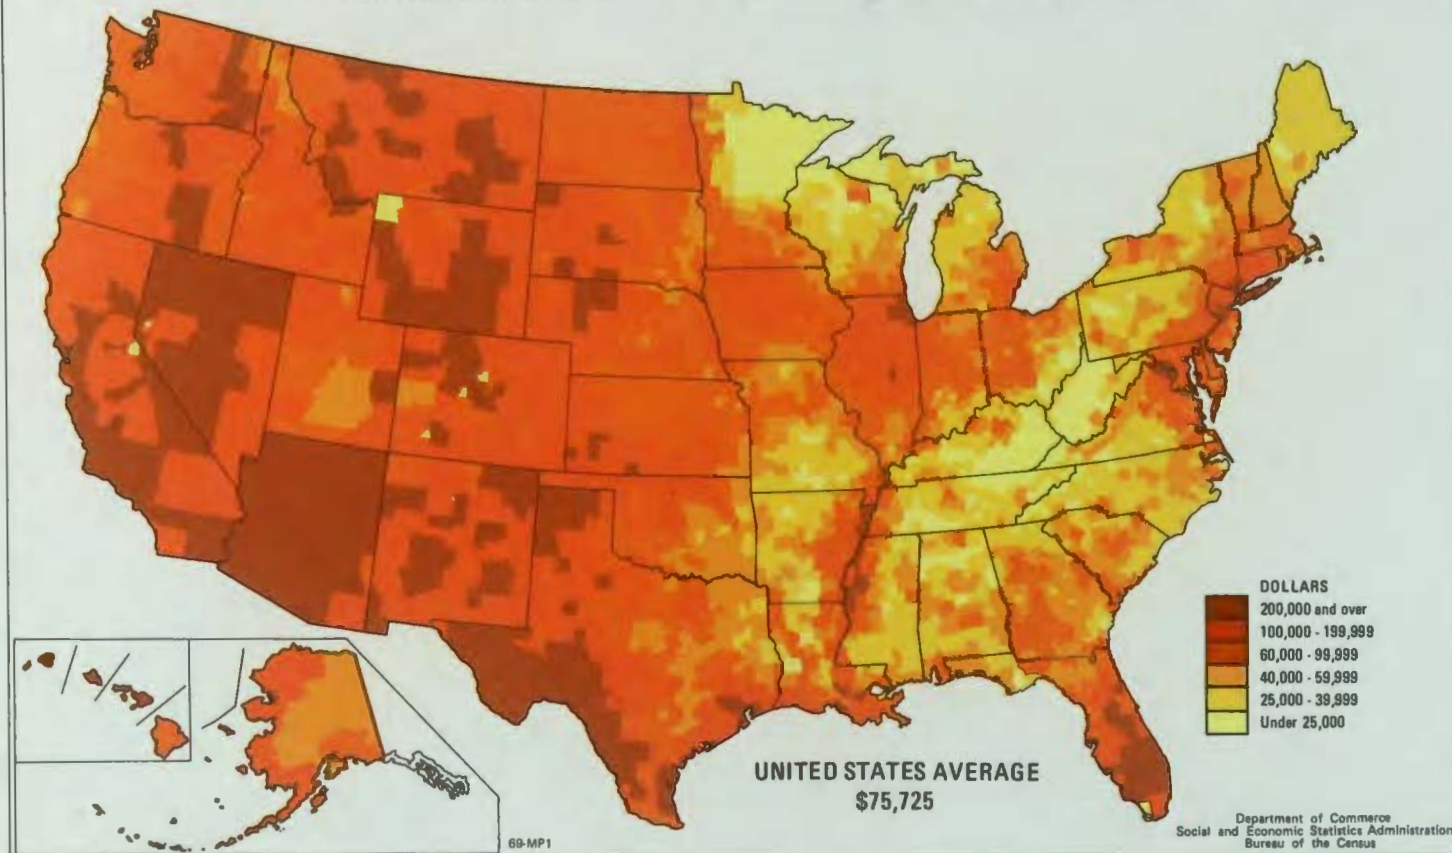 DOLLARS
200,000 and over
100,000 - 199,999
60,000 - 99,999
40,000 - 59,999
25,000 - 39,999
Under 25,000
UNITED STATES AVERAGE
$75,725
Department of Commerce
Social and Economic Statistics Administration
Bureau of the Census
69-MP1